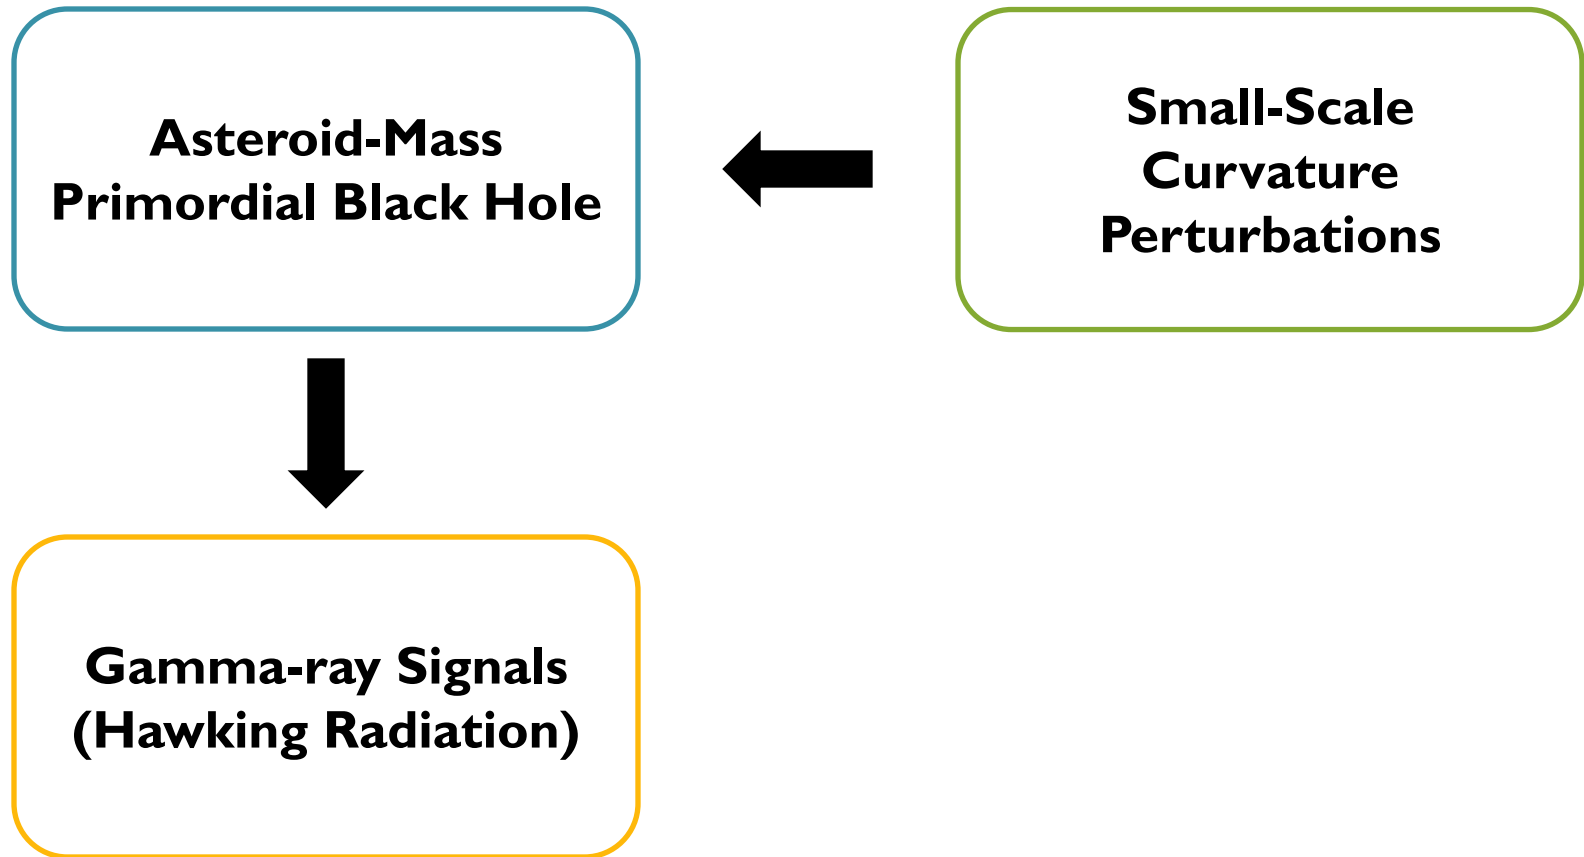 Asteroid-Mass
Primordial Black Hole
Small-Scale
Curvature
Perturbations
Gamma-ray Signals
(Hawking Radiation)